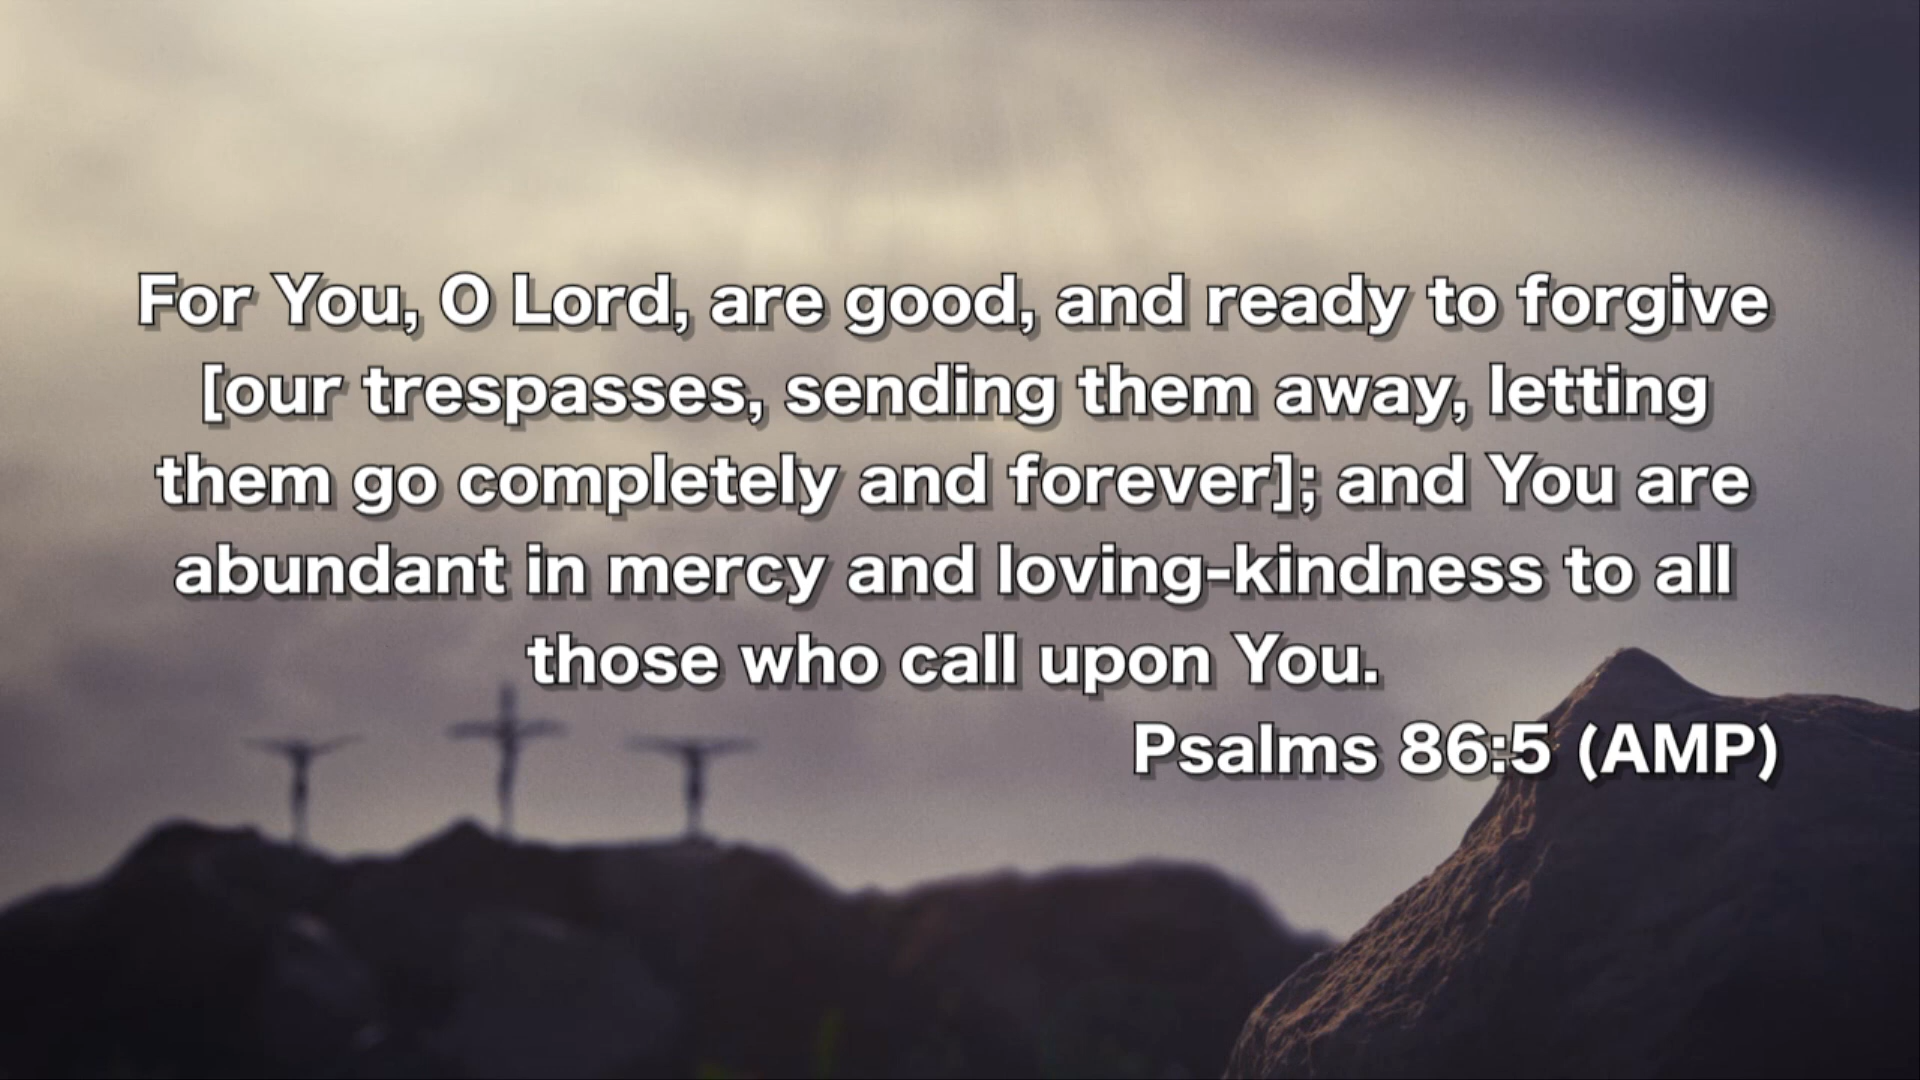 For You, O Lord, are good, and ready to forgive
[our trespasses, sending them away, letting
them go completely and forever]; and You are
abundant in mercy and loving-kindness to all
those who call upon You.
Psalms 86:5 (AMP)